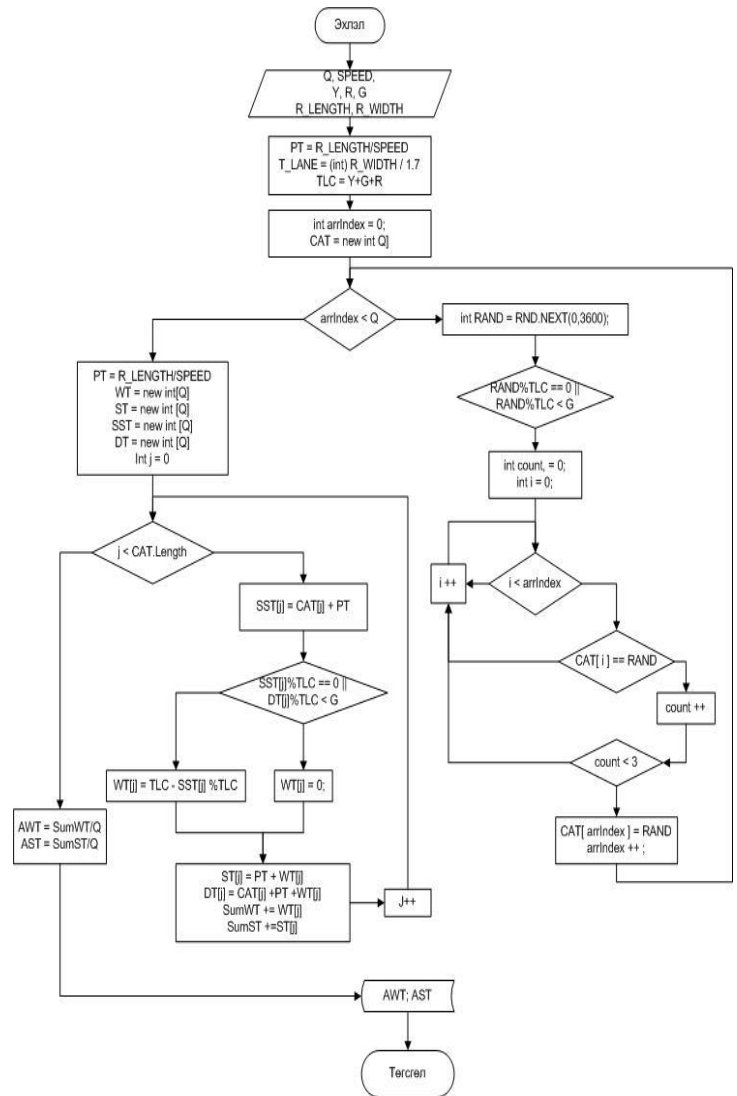 Эхлэл
Q, SPEED,
Y, R, G
R_LENGTH, R_WIDTH
PT = R_LENGTH/SPEED
T_LANE = (int) R_WIDTH / 1.7
TLC = Y+G+R
int arrIndex = 0;
CAT = new int Q]
arrIndex < Q
int RAND = RND.NEXT(0,3600);
PT = R_LENGTH/SPEED
WT = new int[Q]
ST = new int [Q]
SST = new int [Q]
DT = new int [Q]
Int j = 0
RAND%TLC == 0 ||
RAND%TLC < G
int count, = 0;
int i = 0;
j < CAT.Length
i ++
i < arrIndex
SST[j] = CAT[j] + PT
CAT[ i ] == RAND
SST[j]%TLC == 0 ||
DT[j]%TLC < G
count ++
WT[j] = TLC - SST[j] %TLC
WT[j] = 0;
count < 3
AWT = SumWT/Q
AST = SumST/Q
CAT[ arrIndex ] = RAND
arrIndex ++ ;
ST[j] = PT + WT[j]
DT[j] = CAT[j] +PT +WT[j]
SumWT += WT[j]
SumST +=ST[j]
J++
AWT; AST
Төгсгөл